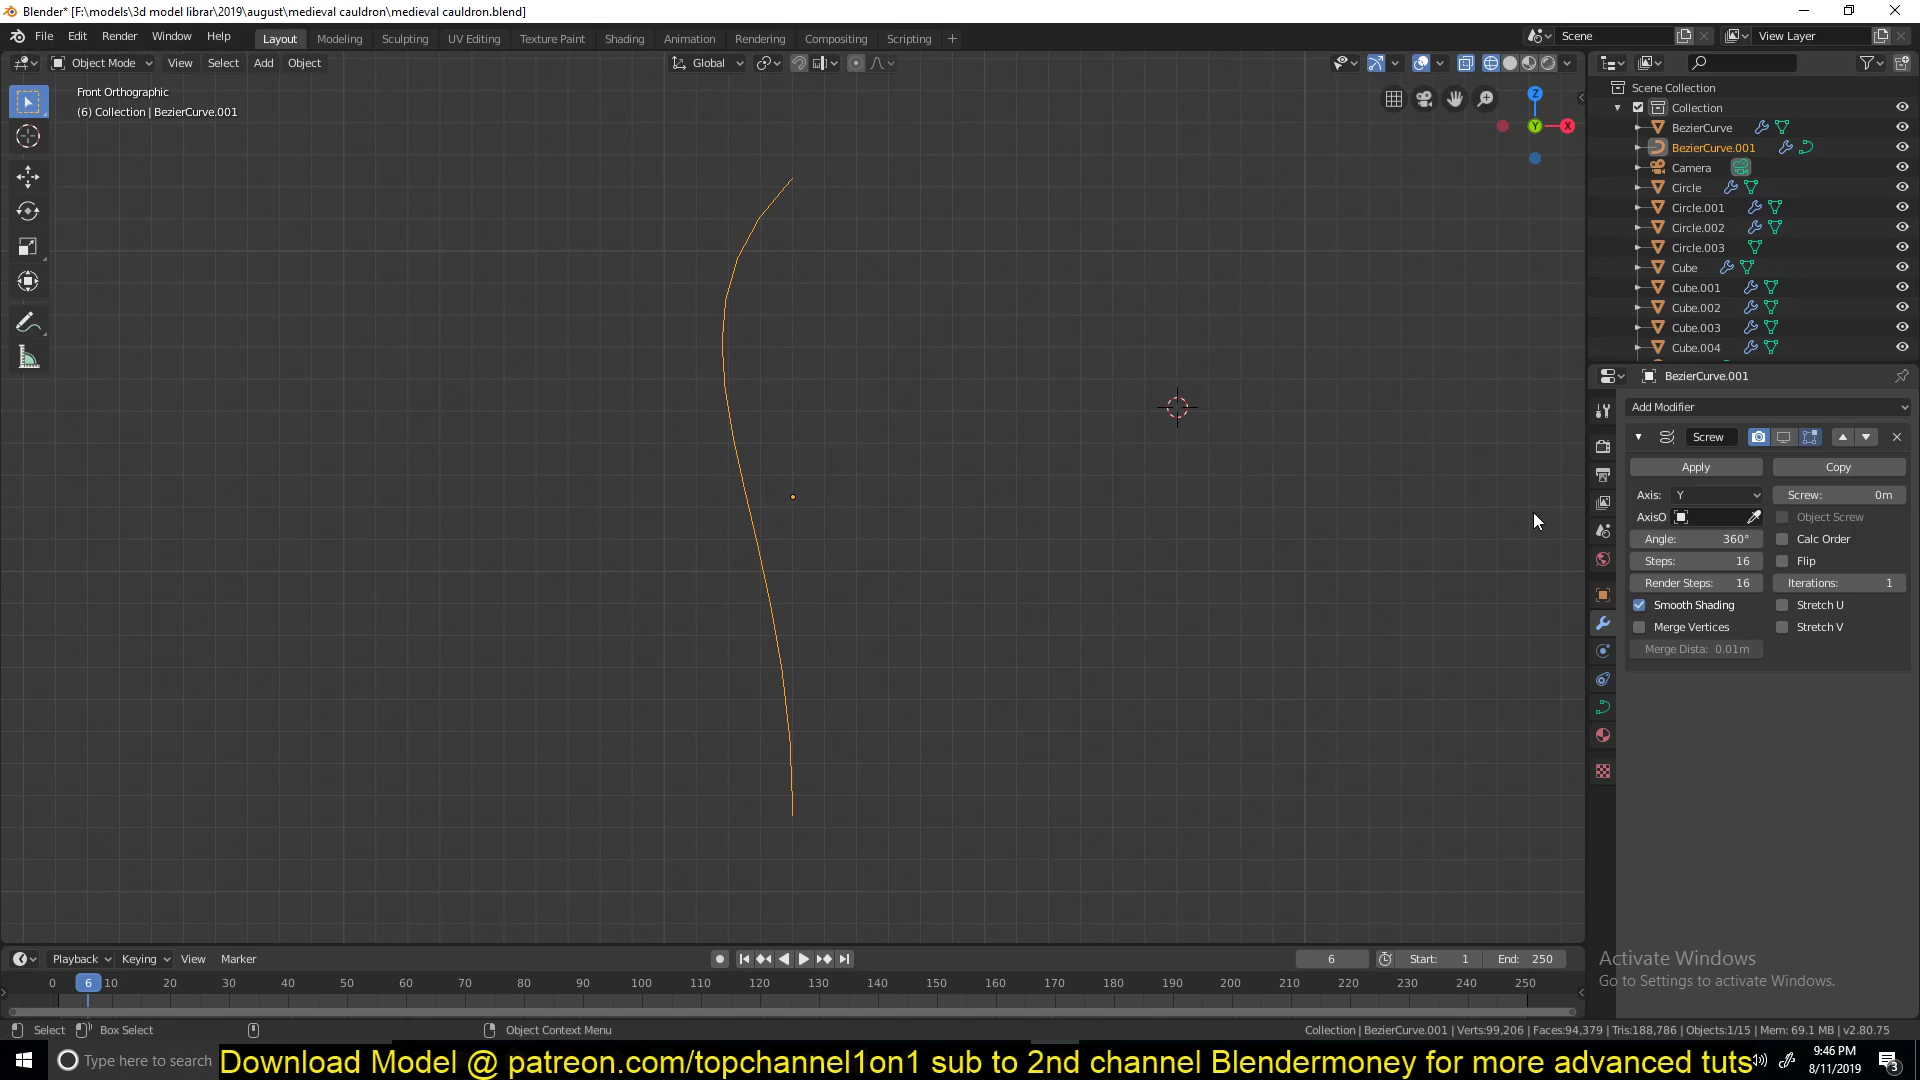 Blender* [F:\models\3d model librar\2019\august\medieval cauldron\medieval cauldron.blend]
File Edit Render Window Help Layout Modeling Sculpting UV Editing Texture Paint Shading Animation Rendering Compositing Scripting + Scene View Layer
Object Mode View Select Add Object Global
Front Orthographic
(6) Collection | BezierCurve.001
Z
Y
X
Scene Collection
Collection
BezierCurve
BezierCurve.001
Camera
Circle
Circle.001
Circle.002
Circle.003
Cube
Cube.001
Cube.002
Cube.003
Cube.004
BezierCurve.001
Add Modifier
Screw
Apply Copy
Axis: Y Screw: 0m
AxisO Object Screw
Angle: 360° Calc Order
Steps: 16 Flip
Render Steps: 16 Iterations: 1
Smooth Shading Stretch U
Merge Vertices Stretch V
Merge Dista: 0.01m
Activate Windows
Go to Settings to activate Windows.
Playback Keying View Marker 6 Start: 1 End: 250
0 6 10 20 30 40 50 60 70 80 90 100 110 120 130 140 150 160 170 180 190 200 210 220 230 240 250
Select Box Select Object Context Menu Collection | BezierCurve.001 | Verts:99,206 | Faces:94,379 | Tris:188,786 | Objects:1/15 | Mem: 69.1 MB | v2.80.75
Type here to search
Download Model @ patreon.com/topchannel1on1 sub to 2nd channel Blendermoney for more advanced tuts
9:46 PM
8/11/2019
3